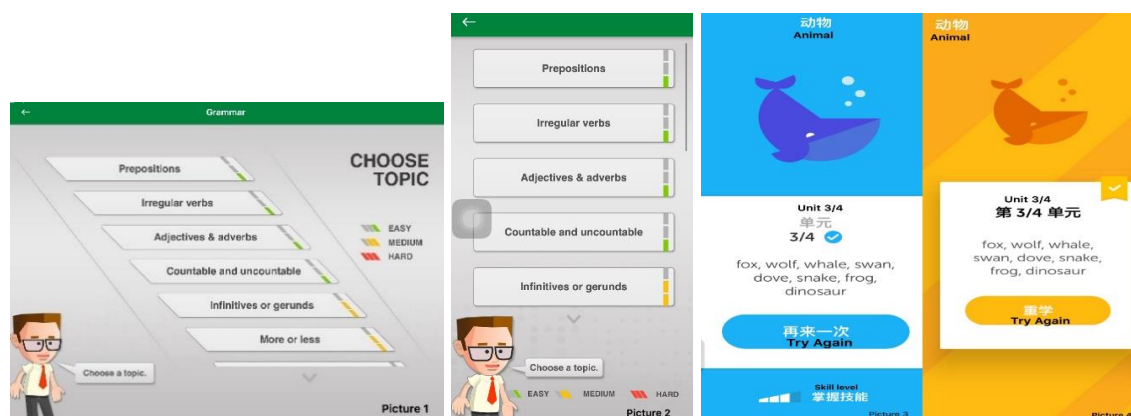 Grammar
CHOOSE
TOPIC
Prepositions
Irregular verbs
Adjectives & adverbs
Countable and uncountable
Infinitives or gerunds
More or less
EASY
MEDIUM
HARD
Choose a topic.
Picture 1
Prepositions
Irregular verbs
Adjectives & adverbs
Countable and uncountable
Infinitives or gerunds
Choose a topic.
EASY MEDIUM HARD
Picture 2
动物
Animal
Unit 3/4
单元
3/4
fox, wolf, whale, swan,
dove, snake, frog,
dinosaur
再来一次
Try Again
Skill level
掌握技能
Picture 3
动物
Animal
Unit 3/4
第 3/4 单元
fox, wolf, whale,
swan, dove, snake,
frog, dinosaur
重学
Try Again
Picture 4